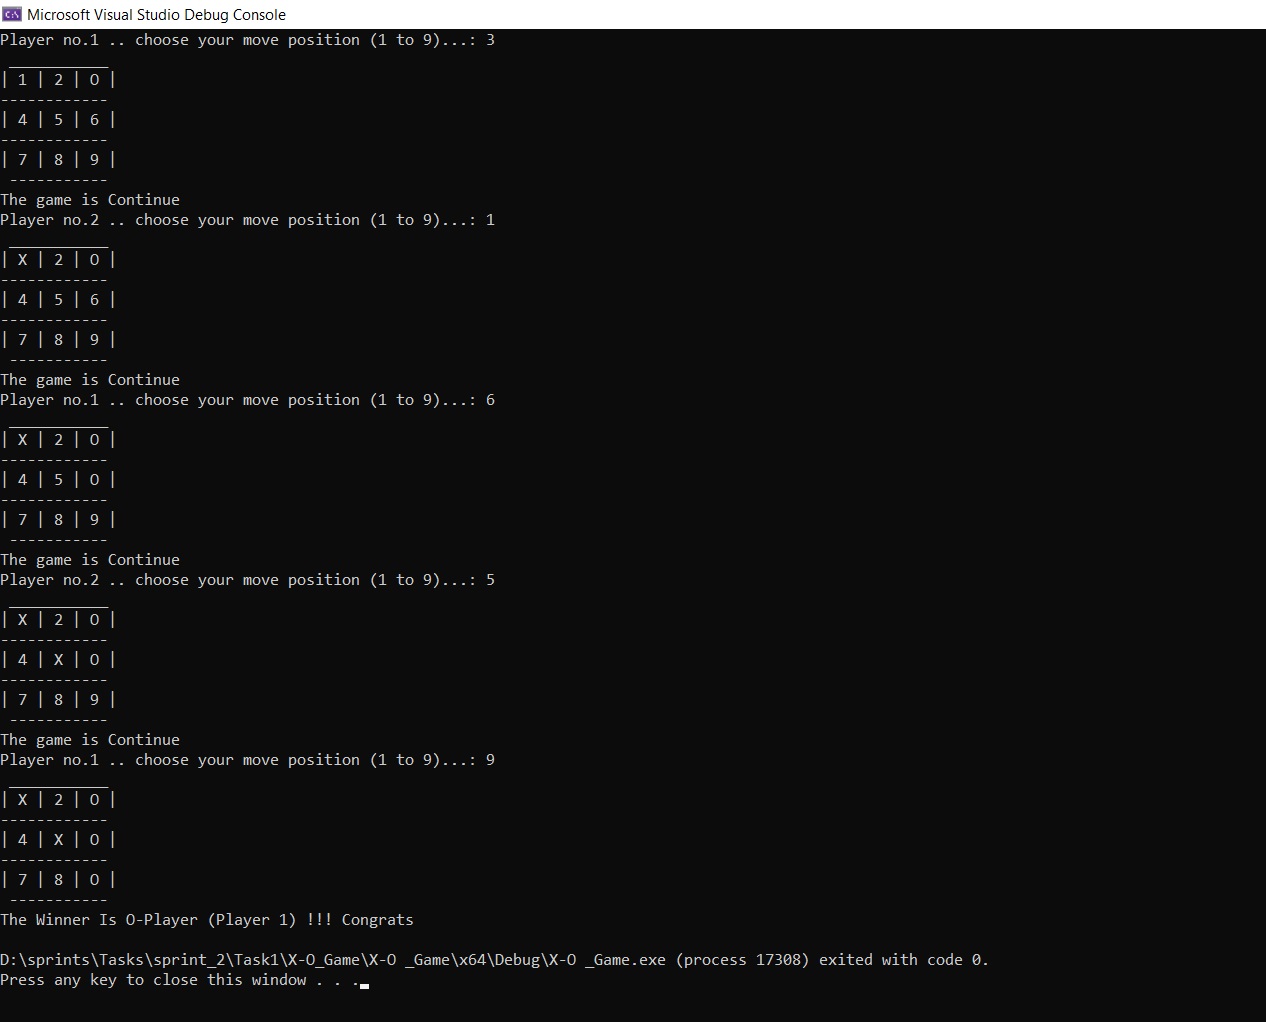 Microsoft Visual Studio Debug Console
Player no.1 .. choose your move position (1 to 9)...: 3
 ___________
| 1 | 2 | O |
------------
| 4 | 5 | 6 |
------------
| 7 | 8 | 9 |
 -----------
The game is Continue
Player no.2 .. choose your move position (1 to 9)...: 1
 ___________
| X | 2 | O |
------------
| 4 | 5 | 6 |
------------
| 7 | 8 | 9 |
 -----------
The game is Continue
Player no.1 .. choose your move position (1 to 9)...: 6
 ___________
| X | 2 | O |
------------
| 4 | 5 | O |
------------
| 7 | 8 | 9 |
 -----------
The game is Continue
Player no.2 .. choose your move position (1 to 9)...: 5
 ___________
| X | 2 | O |
------------
| 4 | X | O |
------------
| 7 | 8 | 9 |
 -----------
The game is Continue
Player no.1 .. choose your move position (1 to 9)...: 9
 ___________
| X | 2 | O |
------------
| 4 | X | O |
------------
| 7 | 8 | O |
 -----------
The Winner Is O-Player (Player 1) !!! Congrats
D:\sprints\Tasks\sprint_2\Task1\X-O_Game\X-O _Game\x64\Debug\X-O _Game.exe (process 17308) exited with code 0.
Press any key to close this window . . .